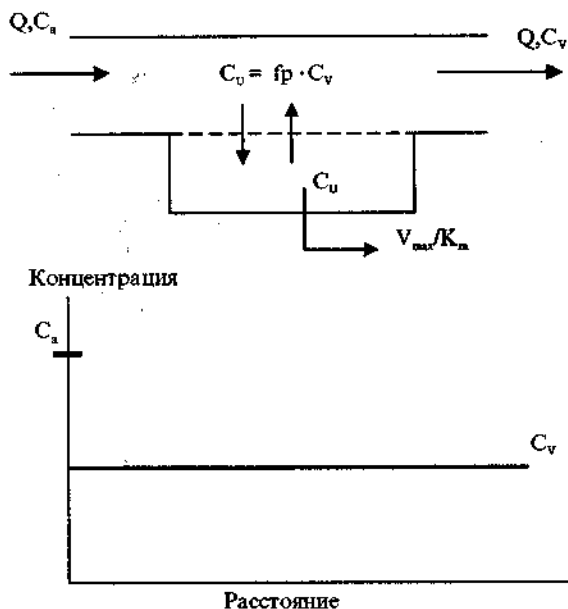 Q,Cₐ
Q,Cᵥ
Cᵤ = fp · Cᵥ
Cᵤ
Vₘₐₓ/Kₘ
Концентрация
Cₐ
Cᵥ
Расстояние